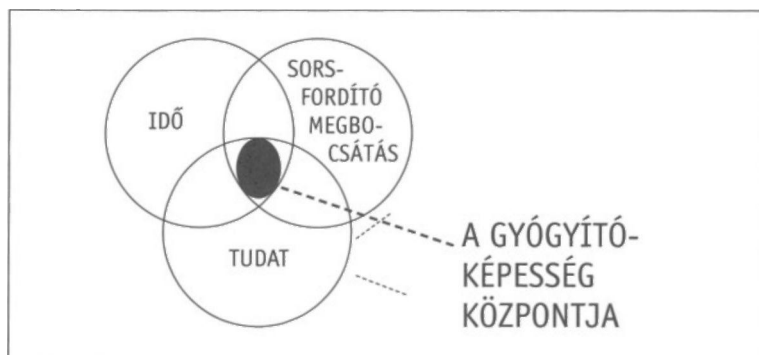 IDŐ
SORS-
FORDÍTÓ
MEGBO-
CSÁTÁS
TUDAT
A GYÓGYÍTÓ-
KÉPESSÉG
KÖZPONTJA